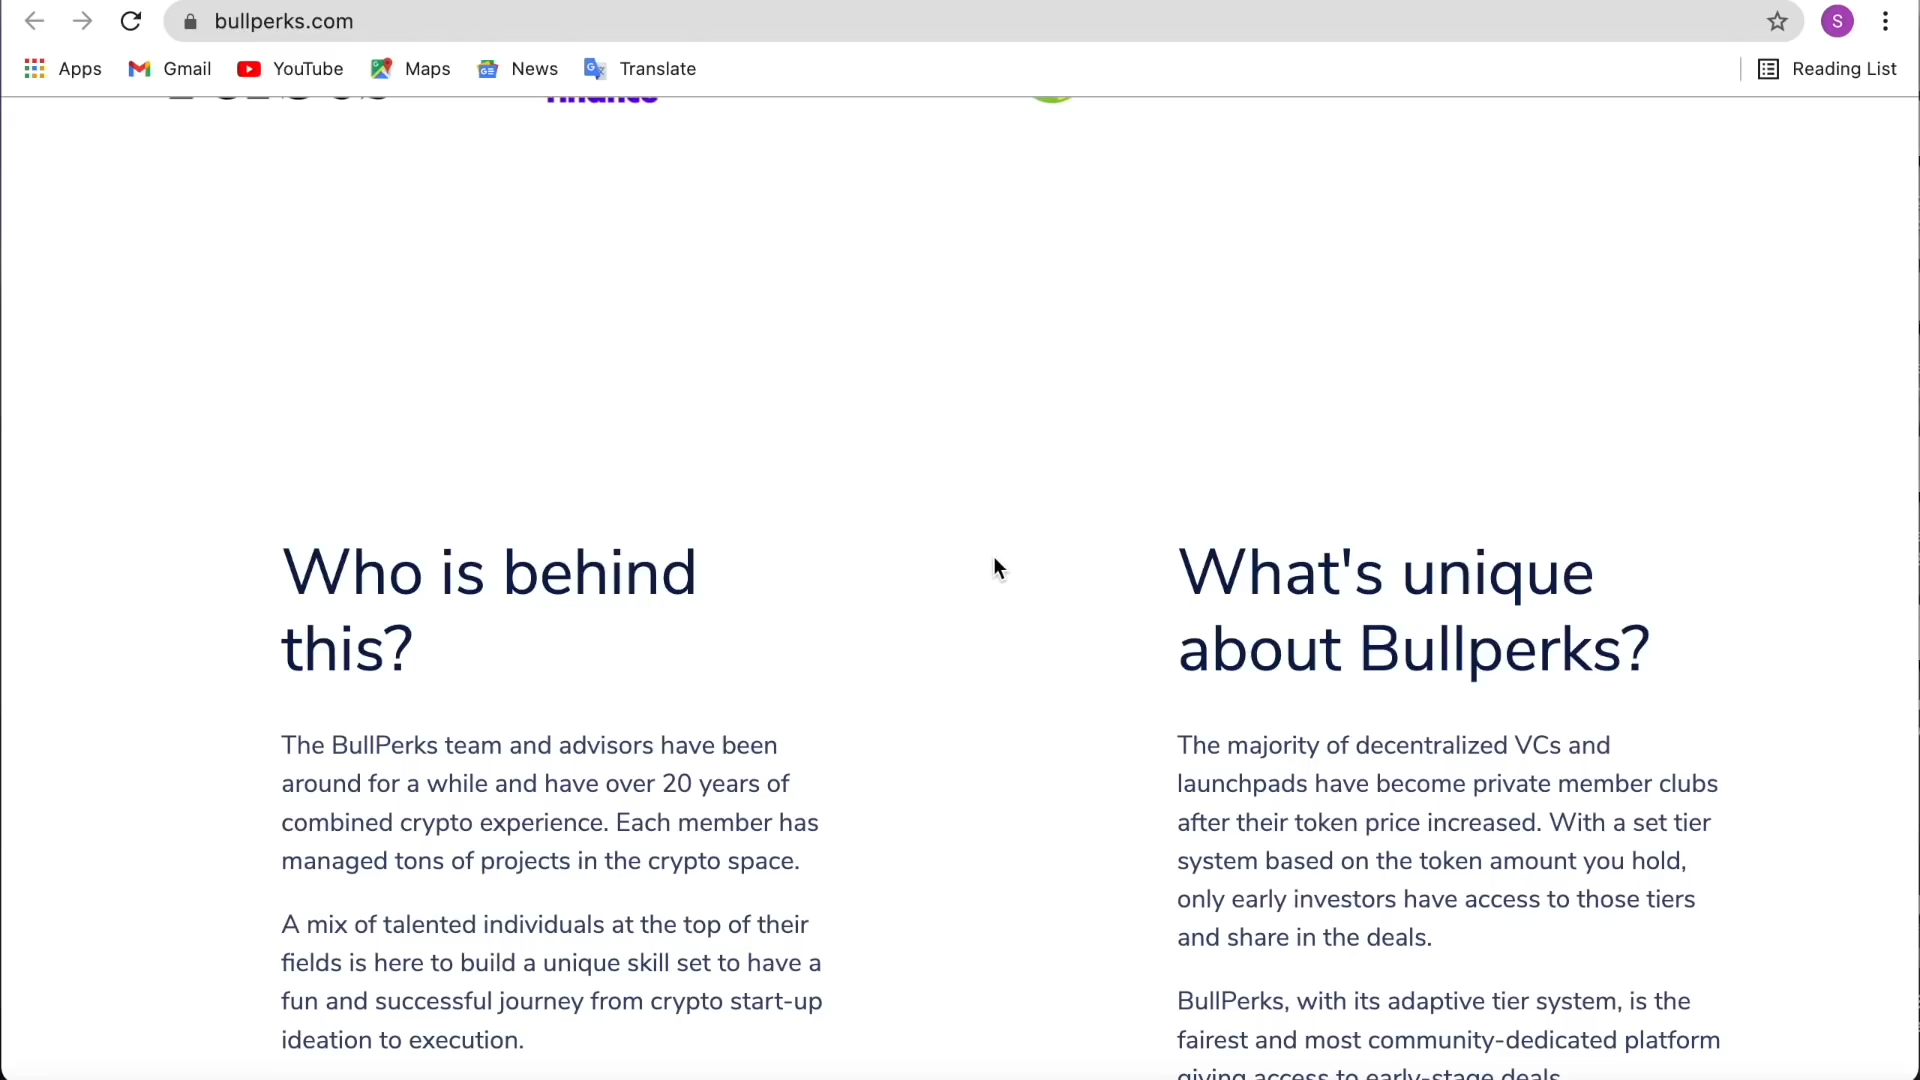 bullperks.com
S
Apps
Gmail
YouTube
Maps
News
Translate
Reading List
Who is behind
this?
The BullPerks team and advisors have been
around for a while and have over 20 years of
combined crypto experience. Each member has
managed tons of projects in the crypto space.
A mix of talented individuals at the top of their
fields is here to build a unique skill set to have a
fun and successful journey from crypto start-up
ideation to execution.
What's unique
about Bullperks?
The majority of decentralized VCs and
launchpads have become private member clubs
after their token price increased. With a set tier
system based on the token amount you hold,
only early investors have access to those tiers
and share in the deals.
BullPerks, with its adaptive tier system, is the
fairest and most community-dedicated platform
giving access to early-stage deals